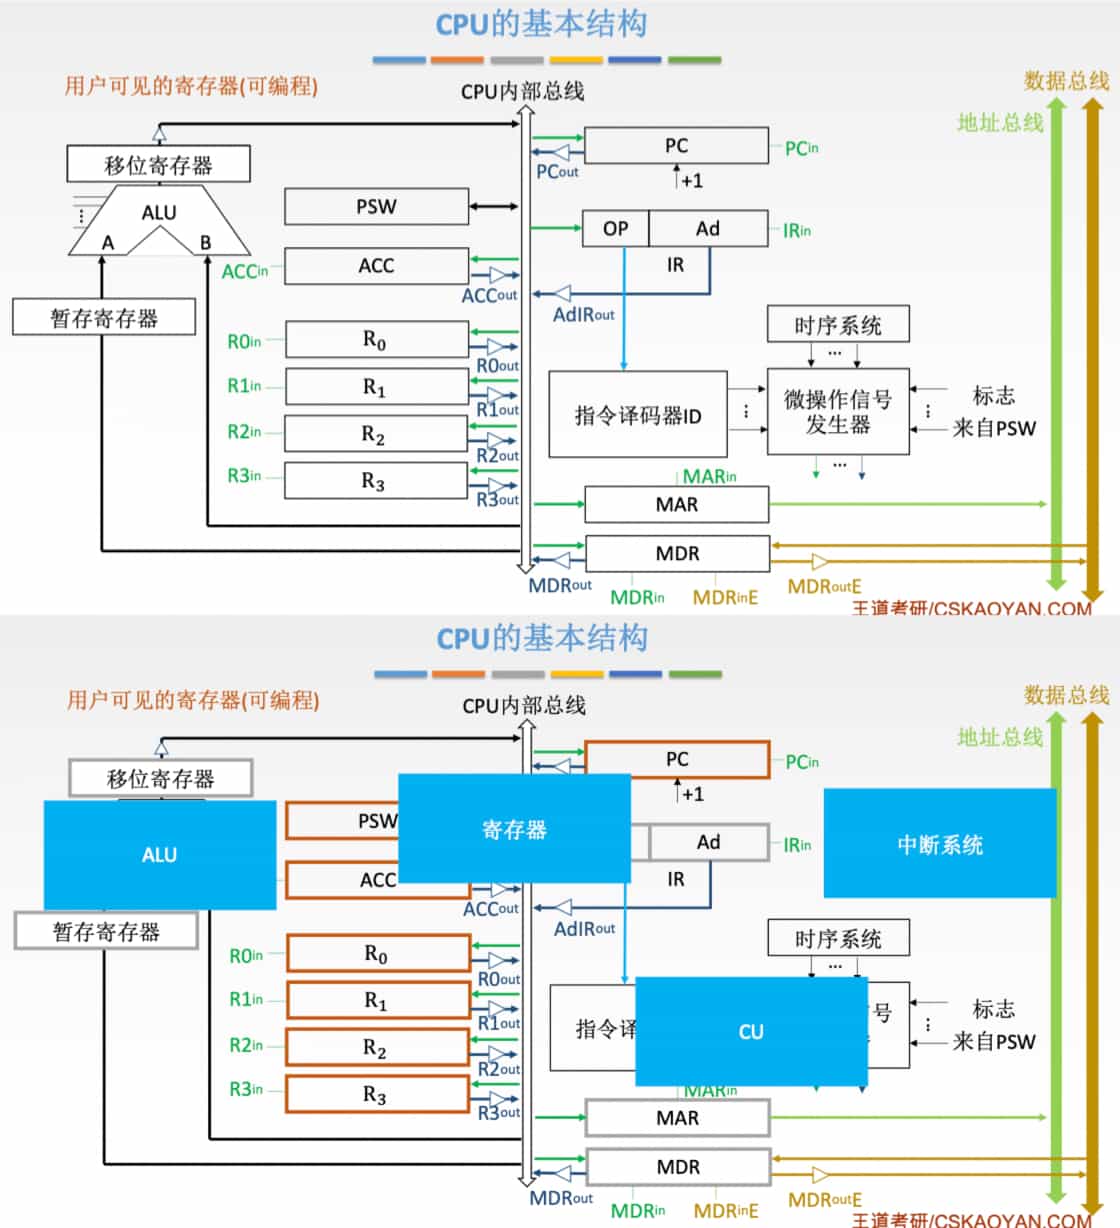 CPU的基本结构
用户可见的寄存器(可编程)
CPU内部总线
数据总线
地址总线
移位寄存器
ALU
A
B
暂存寄存器
PSW
ACCin
ACC
ACCout
R0in
R₀
R0out
R1in
R₁
R1out
R2in
R₂
R2out
R3in
R₃
R3out
PC
PCin
PCout
+1
OP
Ad
IRin
IR
AdIRout
时序系统
...
指令译码器ID
⋮
微操作信号
发生器
⋮
标志
来自PSW
...
MARin
MAR
MDR
MDRout
MDRin
MDRinE
MDRoutE
王道考研/CSKAOYAN.COM
CPU的基本结构
用户可见的寄存器(可编程)
CPU内部总线
数据总线
地址总线
移位寄存器
ALU
暂存寄存器
PSW
寄存器
ACC
ACCout
R0in
R₀
R0out
R1in
R₁
R1out
R2in
R₂
R2out
R3in
R₃
R3out
PC
PCin
+1
Ad
IRin
IR
AdIRout
中断系统
时序系统
...
指令译
CU
号
⋮
标志
来自PSW
MARin
MAR
MDR
MDRout
MDRin
MDRinE
MDRoutE
王道考研/CSKAOYAN.COM